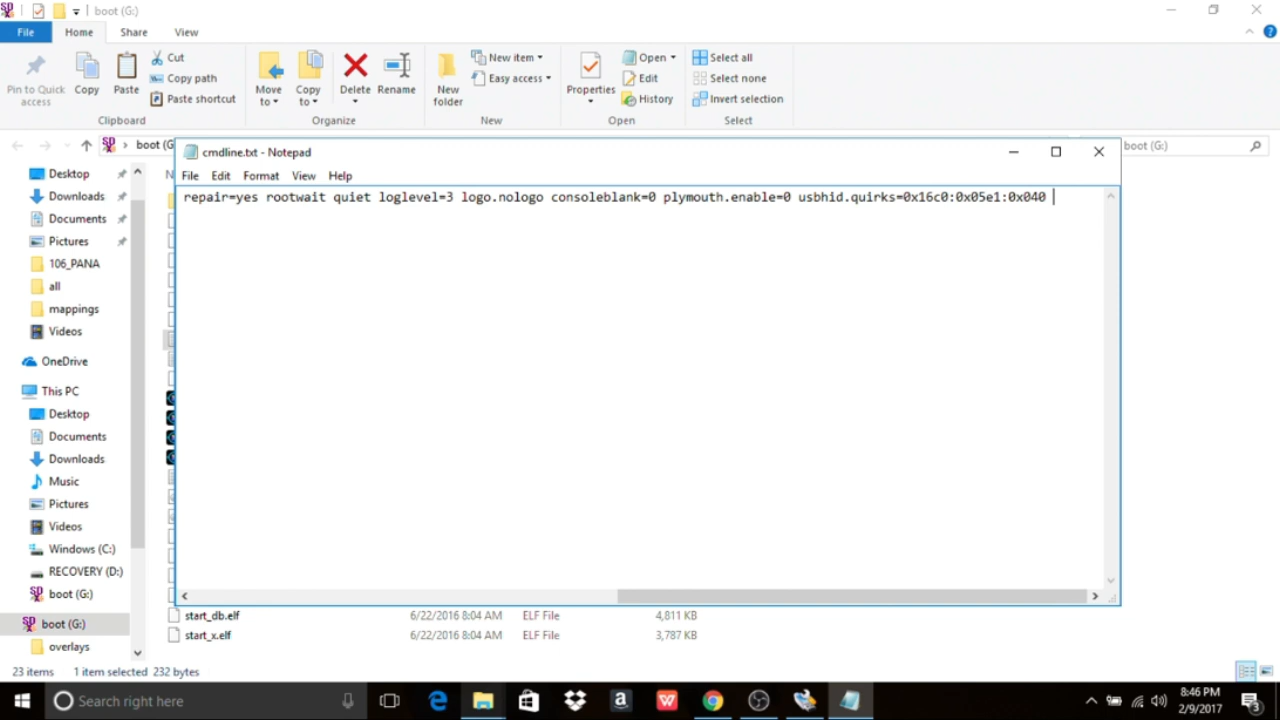 boot (G:)
File Home Share View
Pin to Quick access
Copy
Paste
Cut
Copy path
Paste shortcut
Clipboard
Move to
Copy to
Delete
Rename
Organize
New folder
New item
Easy access
New
Properties
Open
Edit
History
Open
Select all
Select none
Invert selection
Select
boot (G
boot (G:)
cmdline.txt - Notepad
File Edit Format View Help
repair=yes rootwait quiet loglevel=3 logo.nologo consoleblank=0 plymouth.enable=0 usbhid.quirks=0x16c0:0x05e1:0x040
Desktop
Downloads
Documents
Pictures
106_PANA
all
mappings
Videos
OneDrive
This PC
Desktop
Documents
Downloads
Music
Pictures
Videos
Windows (C:)
RECOVERY (D:)
boot (G:)
boot (G:)
overlays
N
start_db.elf 6/22/2016 8:04 AM ELF File 4,811 KB
start_x.elf 6/22/2016 8:04 AM ELF File 3,787 KB
23 items 1 item selected 232 bytes
Search right here
8:46 PM
2/9/2017
3